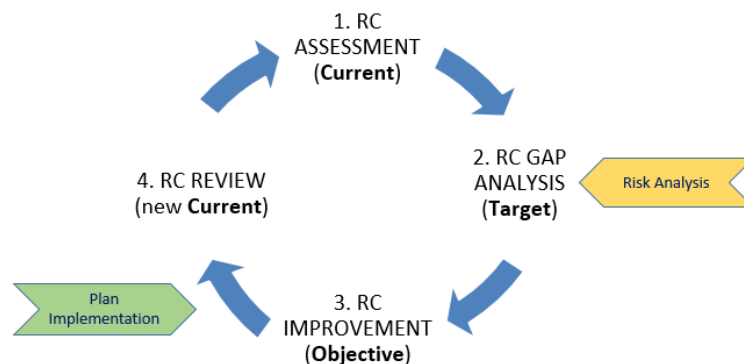 1. RC
ASSESSMENT
(Current)
2. RC GAP
ANALYSIS
(Target)
Risk Analysis
3. RC
IMPROVEMENT
(Objective)
Plan
Implementation
4. RC REVIEW
(new Current)